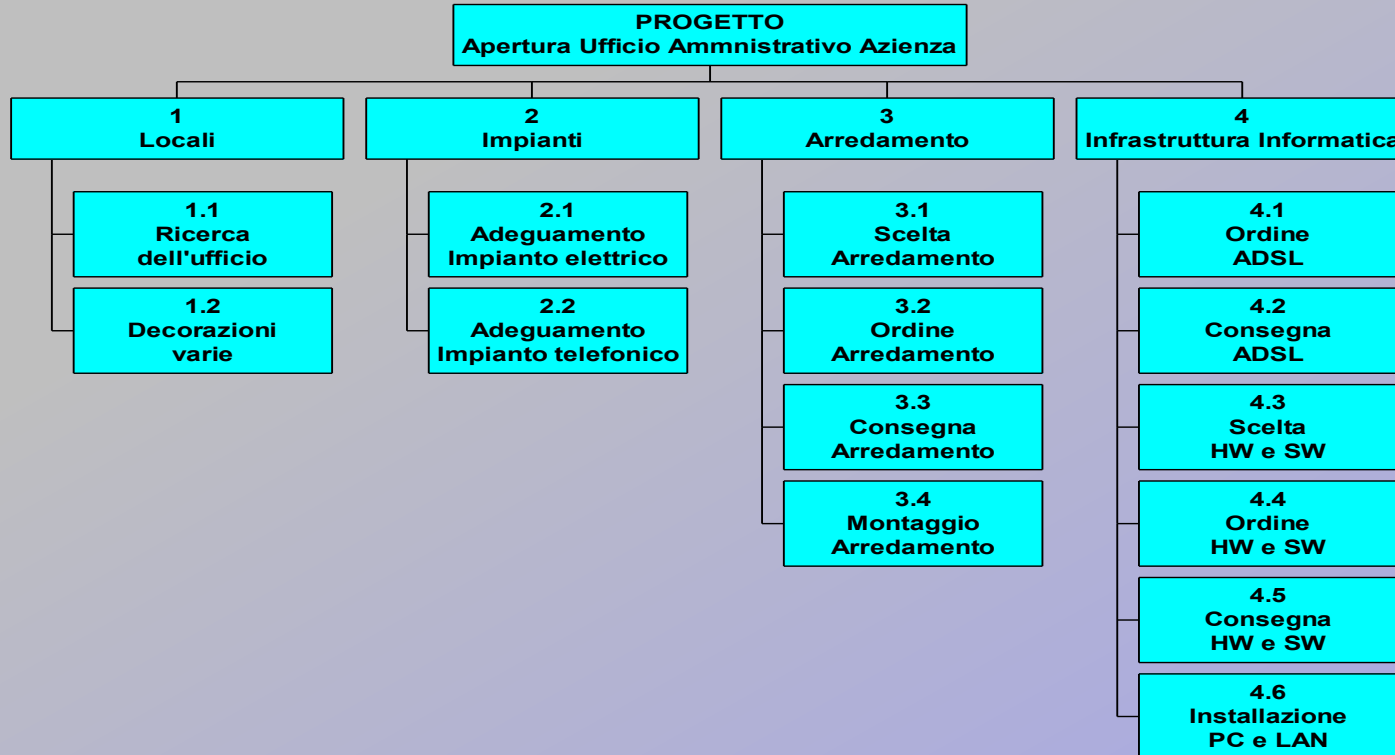 PROGETTO
Apertura Ufficio Ammnistrativo Azienza
1
Locali
1.1
Ricerca
dell'ufficio
1.2
Decorazioni
varie
2
Impianti
2.1
Adeguamento
Impianto elettrico
2.2
Adeguamento
Impianto telefonico
3
Arredamento
3.1
Scelta
Arredamento
3.2
Ordine
Arredamento
3.3
Consegna
Arredamento
3.4
Montaggio
Arredamento
4
Infrastruttura Informatica
4.1
Ordine
ADSL
4.2
Consegna
ADSL
4.3
Scelta
HW e SW
4.4
Ordine
HW e SW
4.5
Consegna
HW e SW
4.6
Installazione
PC e LAN